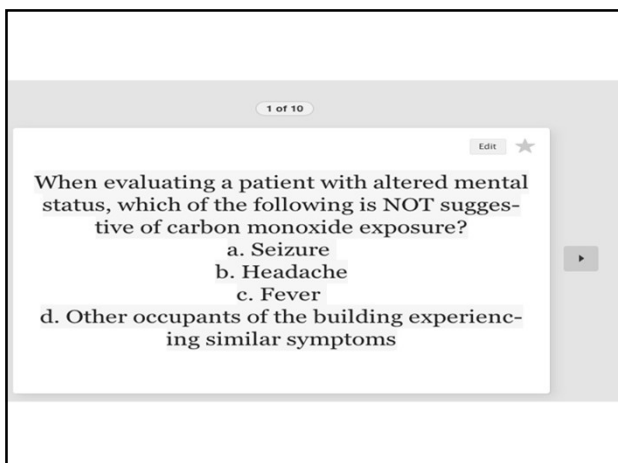 1 of 10
Edit
When evaluating a patient with altered mental
status, which of the following is NOT sugges-
tive of carbon monoxide exposure?
a. Seizure
b. Headache
c. Fever
d. Other occupants of the building experienc-
ing similar symptoms